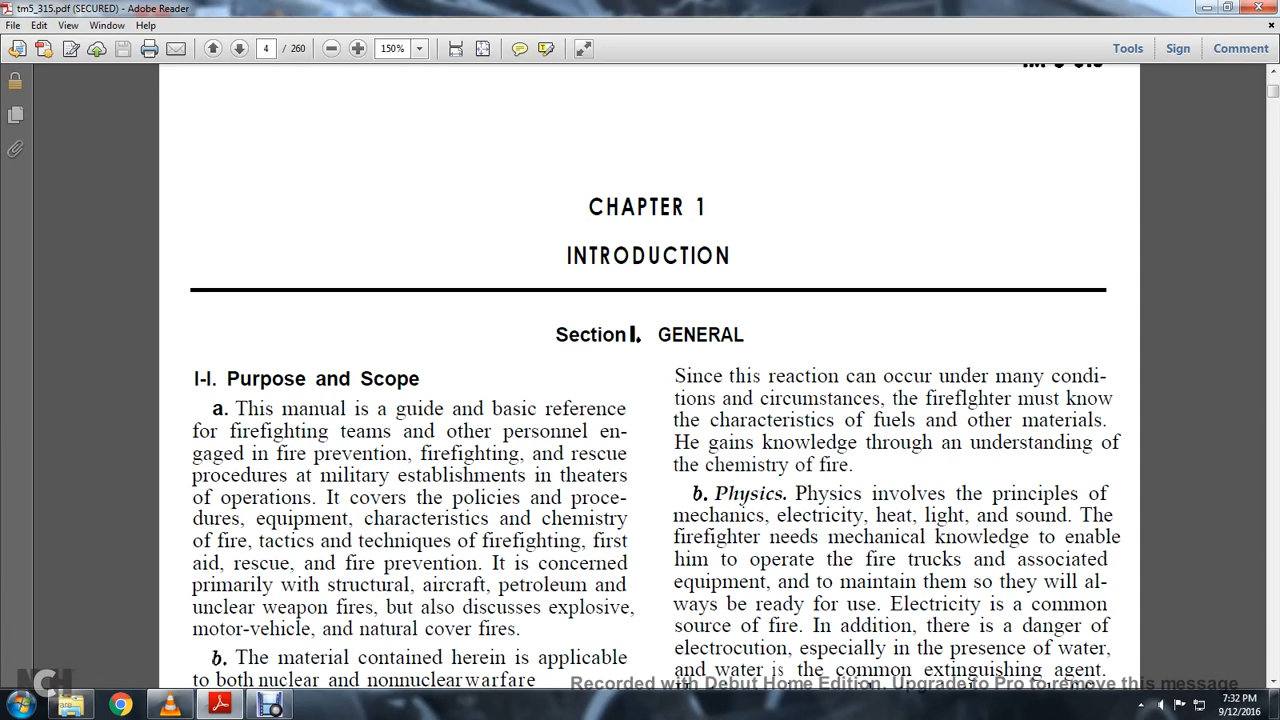 tm5_315.pdf (SECURED) - Adobe Reader
File Edit View Window Help
4 / 260 150% Tools Sign Comment
CHAPTER 1
INTRODUCTION
Section I. GENERAL
I-I. Purpose and Scope
a. This manual is a guide and basic reference
for firefighting teams and other personnel en-
gaged in fire prevention, firefighting, and rescue
procedures at military establishments in theaters
of operations. It covers the policies and proce-
dures, equipment, characteristics and chemistry
of fire, tactics and techniques of firefighting, first
aid, rescue, and fire prevention. It is concerned
primarily with structural, aircraft, petroleum and
unclear weapon fires, but also discusses explosive,
motor-vehicle, and natural cover fires.
b. The material contained herein is applicable
to both nuclear and nonnuclear warfare
Since this reaction can occur under many condi-
tions and circumstances, the fireflghter must know
the characteristics of fuels and other materials.
He gains knowledge through an understanding of
the chemistry of fire.
b. Physics. Physics involves the principles of
mechanics, electricity, heat, light, and sound. The
firefighter needs mechanical knowledge to enable
him to operate the fire trucks and associated
equipment, and to maintain them so they will al-
ways be ready for use. Electricity is a common
source of fire. In addition, there is a danger of
electrocution, especially in the presence of water,
and water is the common extinguishing agent.
Recorded with Debut Home Edition. Upgrade to Pro to remove this message
NCH
7:32 PM
9/12/2016